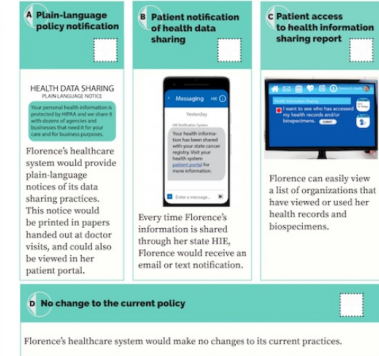 A Plain-language
policy notification
HEALTH DATA SHARING
PLAIN LANGUAGE NOTICE
Your personal health information is
protected by HIPAA and we share it
with dozens of agencies and
businesses that need it for your
care and for business purposes.
Florence's healthcare
system would provide
plain-language
notices of its data
sharing practices.
This notice would
be printed in papers
handed out at doctor
visits, and could also
be viewed in her
patient portal.
B Patient notification
of health data
sharing
Messaging
Yesterday
Your health informa-
tion has been shared
with your state cancer
registry. Visit your
health system
patient portal for
more information.
Enter a message...
Every time Florence's
information is shared
through her state HIE,
Florence would receive an
email or text notification.
C Patient access
to health information
sharing report
I want to see who has accessed
my health records and/or
biospecimens.
Florence can easily view
a list of organizations that
have viewed or used her
health records and
biospecimens.
D No change to the current policy
Florence's healthcare system would make no changes to its current practices.